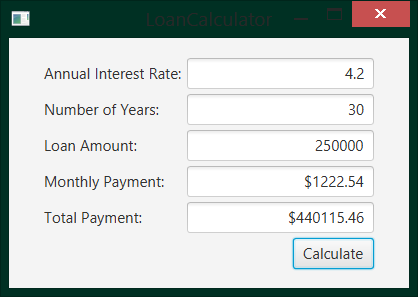 LoanCalculator
Annual Interest Rate: 4.2
Number of Years: 30
Loan Amount: 250000
Monthly Payment: $1222.54
Total Payment: $440115.46
Calculate